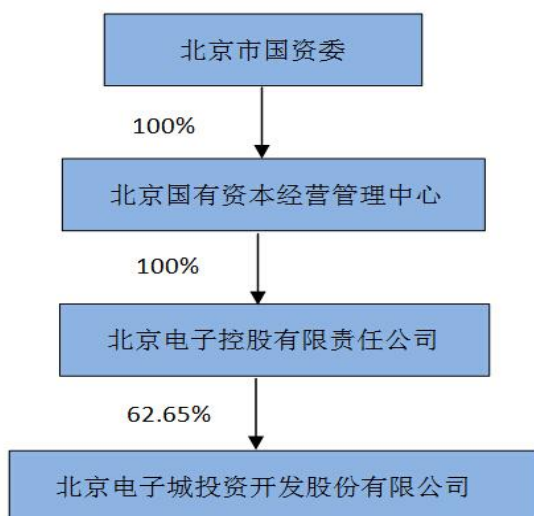 北京市国资委
100%
北京国有资本经营管理中心
100%
北京电子控股有限责任公司
62.65%
北京电子城投资开发股份有限公司